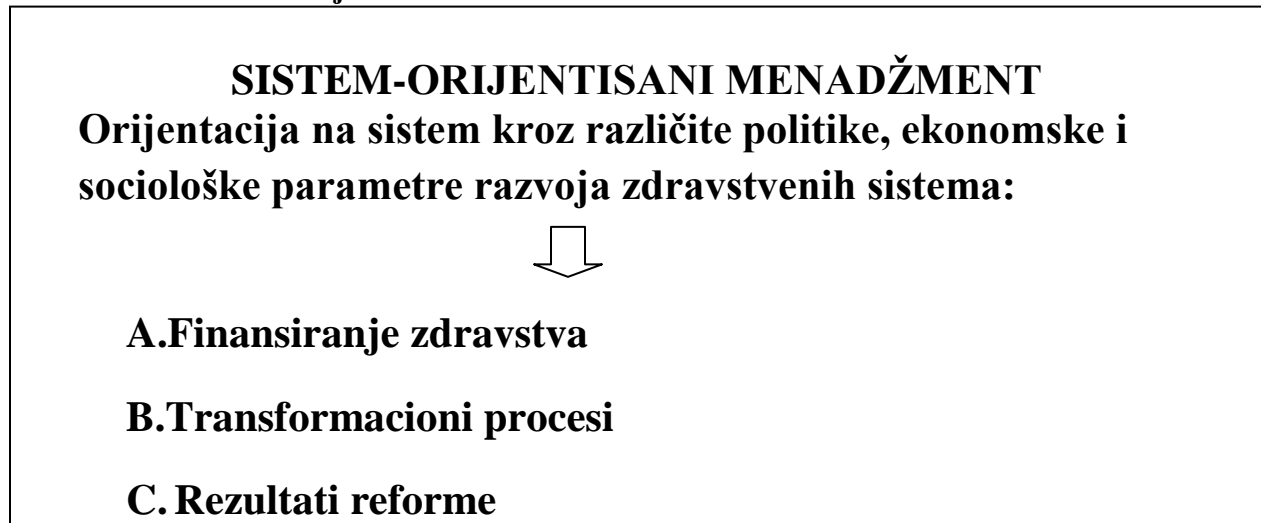 SISTEM-ORIJENTISANI MENADŽMENT
Orijentacija na sistem kroz različite politike, ekonomske i
sociološke parametre razvoja zdravstvenih sistema:
A.Finansiranje zdravstva
B.Transformacioni procesi
C. Rezultati reforme